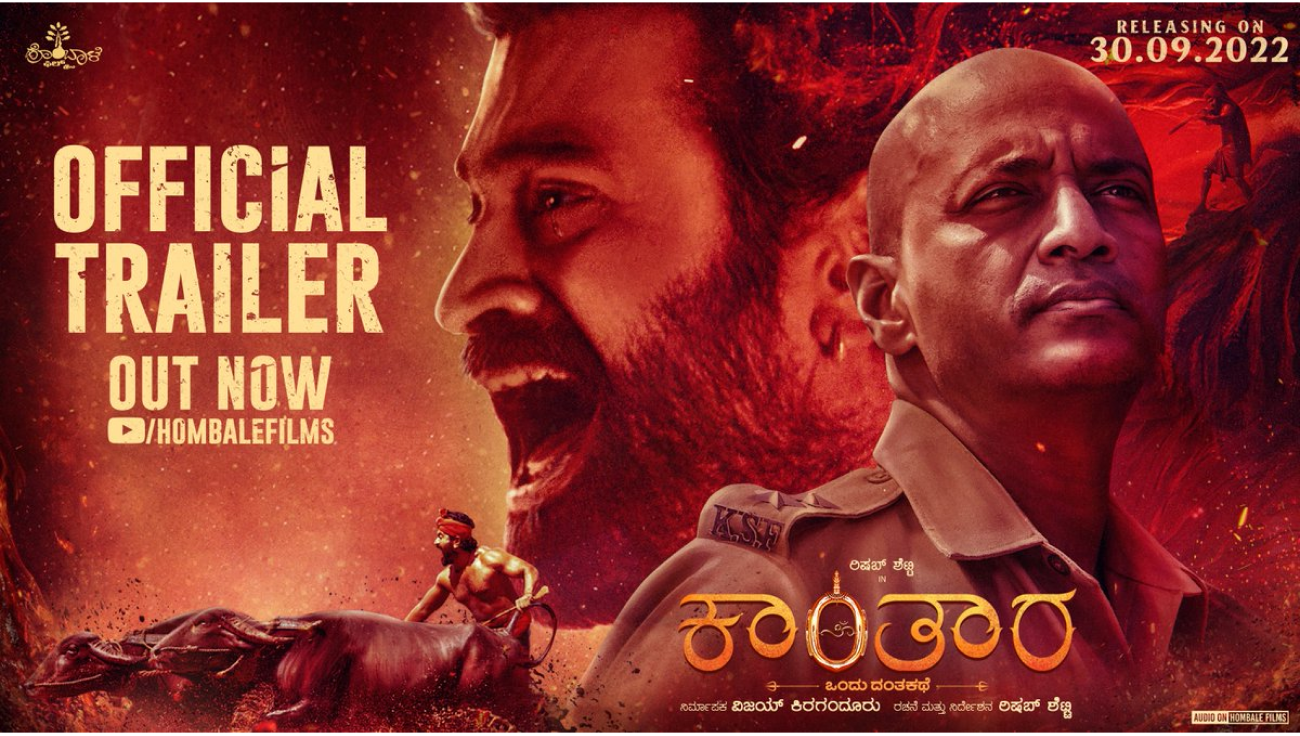 ಹೊಂಬಾಳೆ
ಫಿಲ್ಮ್ಸ್
RELEASING ON
30.09.2022
OFFICIAL
TRAILER
OUT NOW
/HOMBALEFILMS
K.S.F
ರಿಷಬ್ ಶೆಟ್ಟಿ
IN
ಕಾಂತಾರ
ಒಂದು ದಂತಕಥೆ
ನಿರ್ಮಾಪಕ ವಿಜಯ್ ಕಿರಗಂದೂರು ರಚನೆ ಮತ್ತು ನಿರ್ದೇಶನ ರಿಷಬ್ ಶೆಟ್ಟಿ
AUDIO ON HOMBALE FILMS